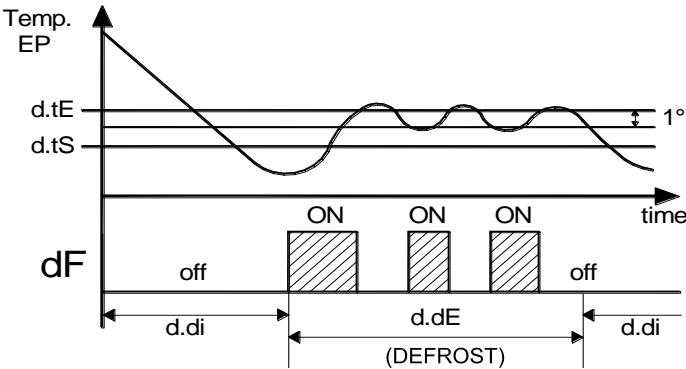 Temp.
EP
d.tE
1°
d.tS
time
ON ON ON
dF
off off
d.di d.dE d.di
(DEFROST)